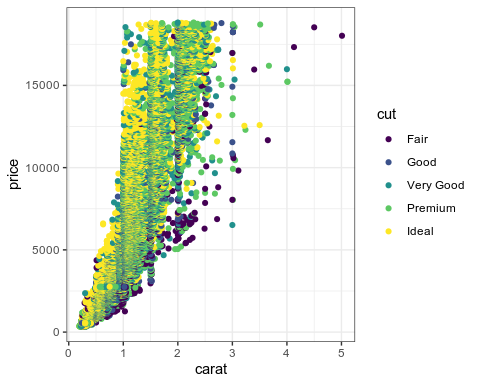 15000
10000
5000
0
price
0
1
2
3
4
5
carat
cut
Fair
Good
Very Good
Premium
Ideal